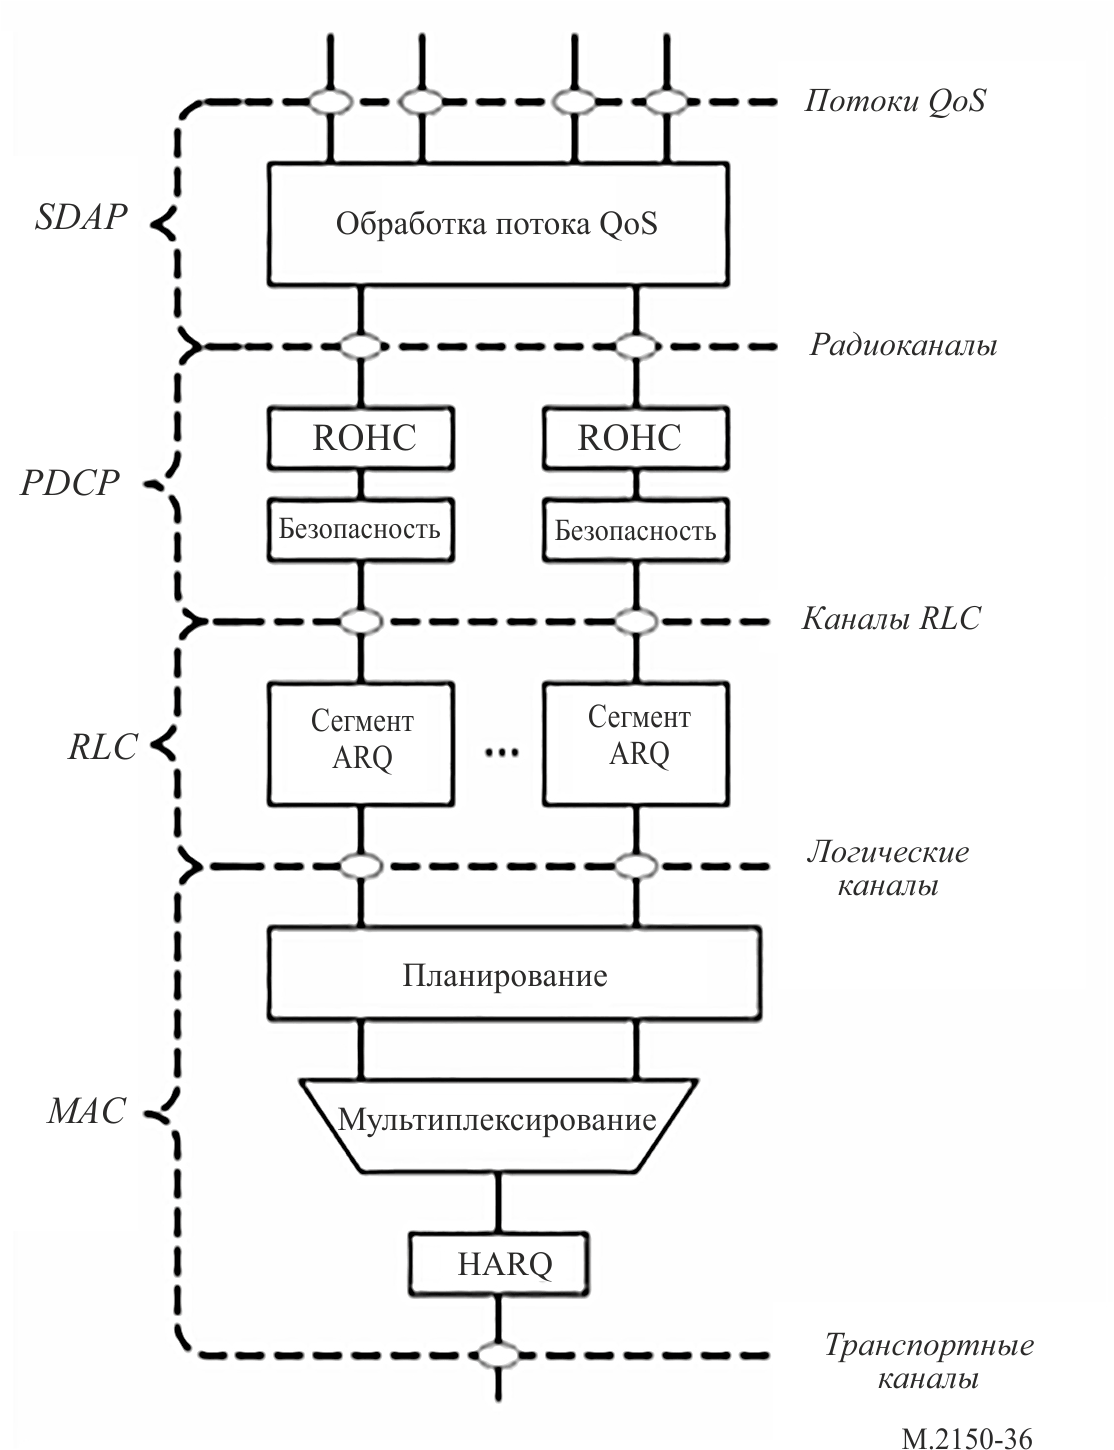 Потоки QoS
SDAP
Обработка потока QoS
Радиоканалы
ROHC
ROHC
PDCP
Безопасность
Безопасность
Каналы RLC
Сегмент
ARQ
Сегмент
ARQ
RLC
...
Логические
каналы
Планирование
MAC
Мультиплексирование
HARQ
Транспортные
каналы
M.2150-36